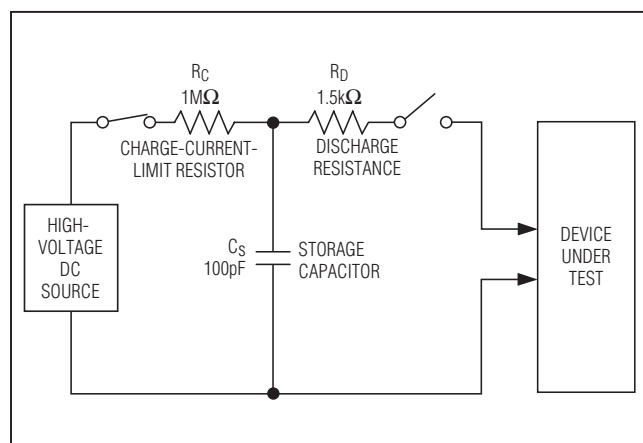 R_C
1MΩ
CHARGE-CURRENT-
LIMIT RESISTOR
R_D
1.5kΩ
DISCHARGE
RESISTANCE
HIGH-
VOLTAGE
DC
SOURCE
C_S
100pF
STORAGE
CAPACITOR
DEVICE
UNDER
TEST